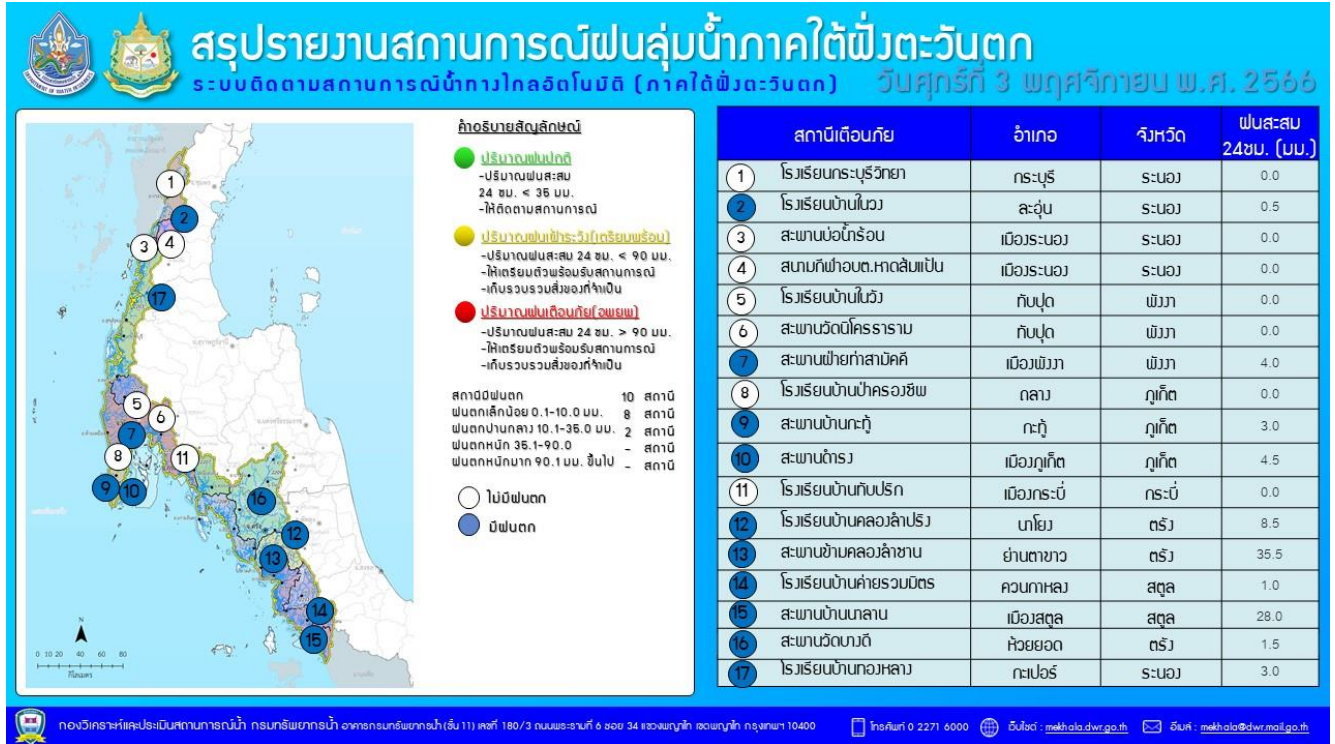 สรุปรายงานสถานการณ์ฝนลุ่มน้ำภาคใต้ฝั่งตะวันตก
ระบบติดตามสถานการณ์น้ำทางไกลอัตโนมัติ (ภาคใต้ฝั่งตะวันตก)
วันศุกร์ที่ 3 พฤศจิกายน พ.ศ. 2566
คำอธิบายสัญลักษณ์
ปริมาณฝนปกติ
-ปริมาณฝนสะสม
24 ชม. < 35 มม.
-ให้ติดตามสถานการณ์
ปริมาณฝนเฝ้าระวัง(เตรียมพร้อม)
-ปริมาณฝนสะสม 24 ชม. < 90 มม.
-ให้เตรียมตัวพร้อมรับสถานการณ์
-เก็บรวบรวมสิ่งของที่จำเป็น
ปริมาณฝนเตือนภัย(อพยพ)
-ปริมาณฝนสะสม 24 ชม. > 90 มม.
-ให้เตรียมตัวพร้อมรับสถานการณ์
-เก็บรวบรวมสิ่งของที่จำเป็น
สถานีมีฝนตก 10 สถานี
ฝนตกเล็กน้อย 0.1-10.0 มม. 8 สถานี
ฝนตกปานกลาง 10.1-35.0 มม. 2 สถานี
ฝนตกหนัก 35.1-90.0 - สถานี
ฝนตกหนักมาก 90.1 มม. ขึ้นไป - สถานี
ไม่มีฝนตก
มีฝนตก
1
2
3 4
17
5
6
7
8 11
9 10
16
12
13
14
15
N
0 10 20 40 60 80
กิโลเมตร
สถานีเตือนภัย อำเภอ จังหวัด ฝนสะสม 24ชม. (มม.)
1 โรงเรียนกระบุรีวิทยา กระบุรี ระนอง 0.0
2 โรงเรียนบ้านในวง ละอุ่น ระนอง 0.5
3 สะพานบ่อน้ำร้อน เมืองระนอง ระนอง 0.0
4 สนามกีฬาอบต.หาดส้มแป้น เมืองระนอง ระนอง 0.0
5 โรงเรียนบ้านในวัง ทับปุด พังงา 0.0
6 สะพานวัดนิโครธาราม ทับปุด พังงา 0.0
7 สะพานฝ่ายท่าสามัคคี เมืองพังงา พังงา 4.0
8 โรงเรียนบ้านป่าครองชีพ ถลาง ภูเก็ต 0.0
9 สะพานบ้านกะทู้ กะทู้ ภูเก็ต 3.0
10 สะพานดำรง เมืองภูเก็ต ภูเก็ต 4.5
11 โรงเรียนบ้านทับปริก เมืองกระบี่ กระบี่ 0.0
12 โรงเรียนบ้านคลองลำปริง นาโยง ตรัง 8.5
13 สะพานข้ามคลองลำชาน ย่านตาขาว ตรัง 35.5
14 โรงเรียนบ้านค่ายรวมมิตร ควนกาหลง สตูล 1.0
15 สะพานบ้านนาลาน เมืองสตูล สตูล 28.0
16 สะพานวัดบางดี ห้วยยอด ตรัง 1.5
17 โรงเรียนบ้านทองหลาง กะเปอร์ ระนอง 3.0
กองวิเคราะห์และประเมินสถานการณ์น้ำ กรมทรัพยากรน้ำ อาคารกรมทรัพยากรน้ำ (ชั้น 11) เลขที่ 180/3 ถนนพระรามที่ 6 ซอย 34 แขวงพญาไท เขตพญาไท กรุงเทพฯ 10400 โทรศัพท์ 0 2271 6000 เว็บไซต์ : mekhala.dwr.go.th อีเมล์ : mekhala@dwr.mail.go.th